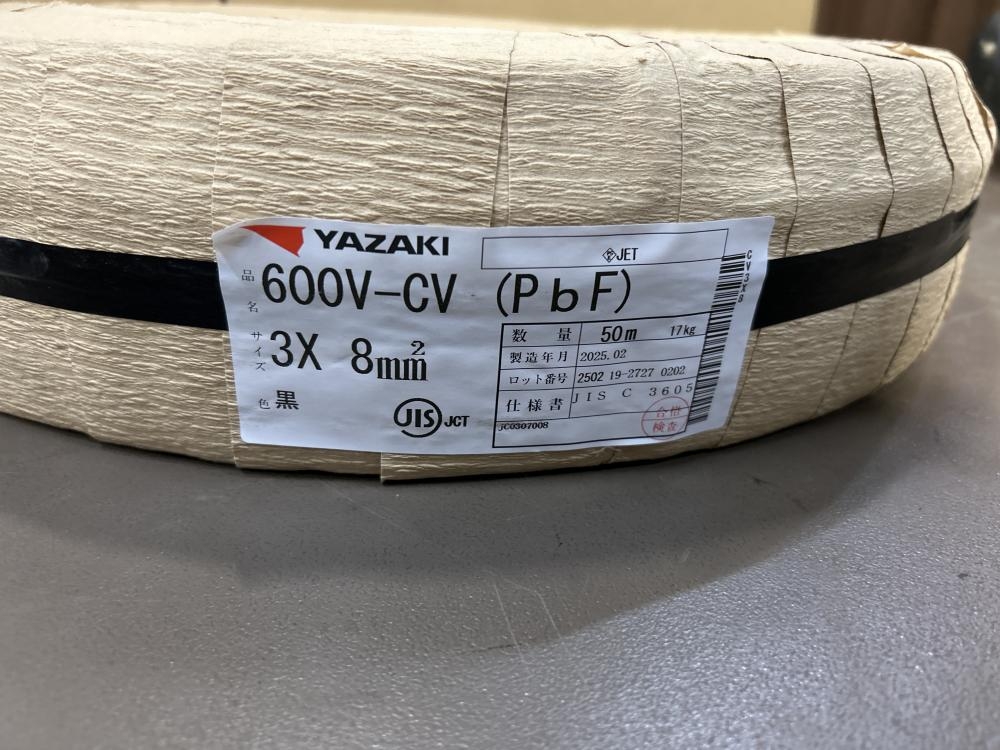 YAZAKI
<PS>E JET
品名 600V-CV (PbF)
サイズ 3X 8mm²
色 黒
JIS JCT
数 量 50m 17kg
製造年月 2025.02
ロット番号 2502 19-2727 0202
仕様書 JIS C 3605
JC0307008
合格
検査
CV3X8